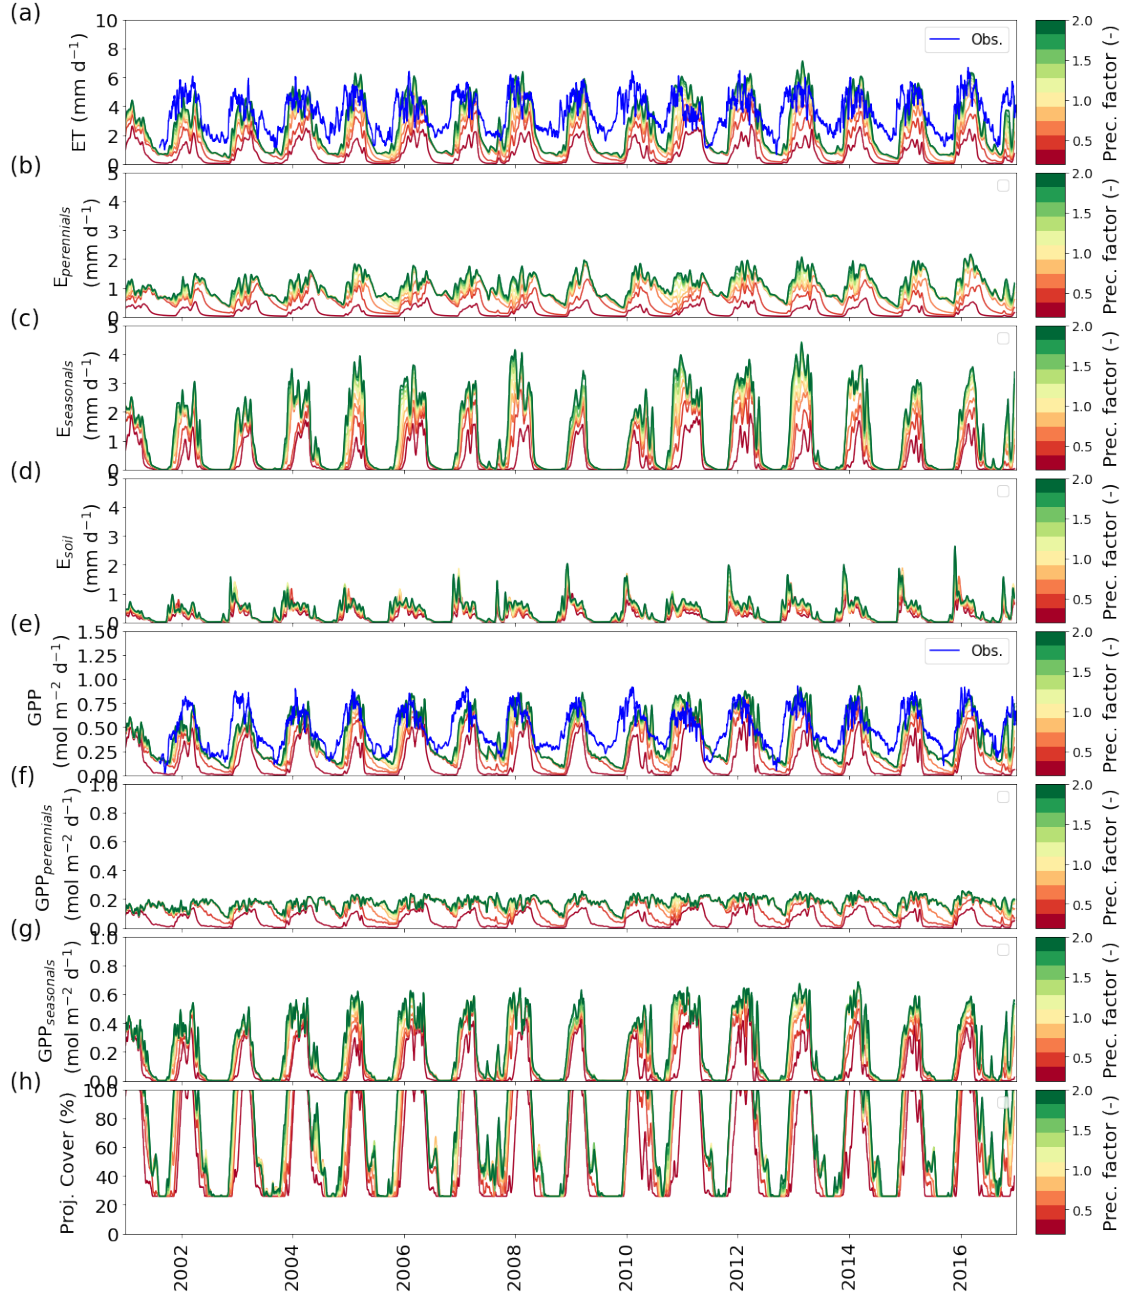 (a)
ET (mm d⁻¹)
10
8
6
4
2
0
Obs.
2.0
1.5
1.0
0.5
Prec. factor (-)
(b)
E_perennials
(mm d⁻¹)
5
4
3
2
1
0
2.0
1.5
1.0
0.5
Prec. factor (-)
(c)
E_seasonals
(mm d⁻¹)
5
4
3
2
1
0
2.0
1.5
1.0
0.5
Prec. factor (-)
(d)
E_soil
(mm d⁻¹)
5
4
3
2
1
0
2.0
1.5
1.0
0.5
Prec. factor (-)
(e)
GPP
(mol m⁻² d⁻¹)
1.50
1.25
1.00
0.75
0.50
0.25
0.00
Obs.
2.0
1.5
1.0
0.5
Prec. factor (-)
(f)
GPP_perennials
(mol m⁻² d⁻¹)
1.0
0.8
0.6
0.4
0.2
0.0
2.0
1.5
1.0
0.5
Prec. factor (-)
(g)
GPP_seasonals
(mol m⁻² d⁻¹)
1.0
0.8
0.6
0.4
0.2
0.0
2.0
1.5
1.0
0.5
Prec. factor (-)
(h)
Proj. Cover (%)
100
80
60
40
20
0
2.0
1.5
1.0
0.5
Prec. factor (-)
2002
2004
2006
2008
2010
2012
2014
2016